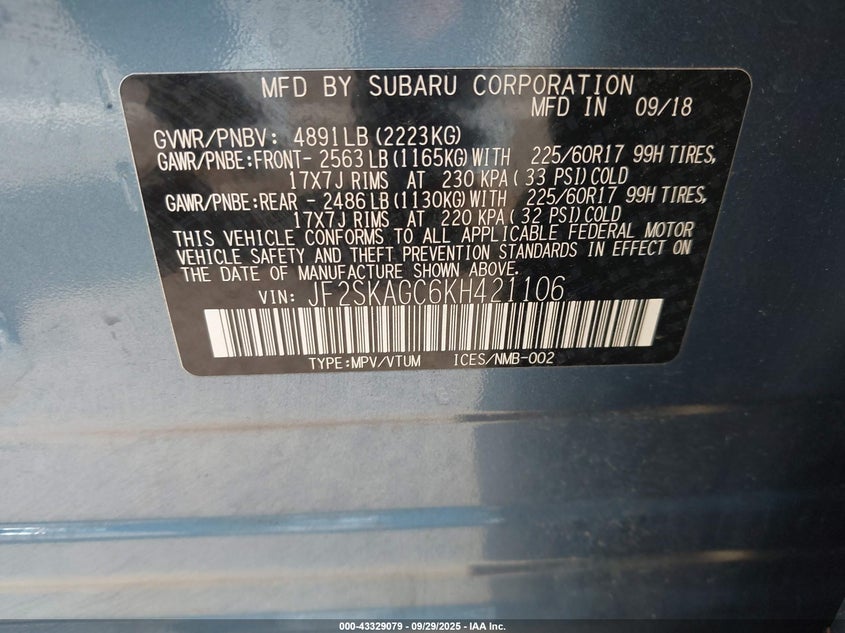 MFD BY SUBARU CORPORATION
MFD IN 09/18
GVWR/PNBV: 4891LB(2223KG)
GAWR/PNBE:FRONT- 2563LB(1165KG)WITH 225/60R17 99H TIRES,
17X7J RIMS AT 230 KPA( 33 PSI)COLD
GAWR/PNBE:REAR - 2486LB(1130KG)WITH 225/60R17 99H TIRES,
17X7J RIMS AT 220 KPA( 32 PSI)COLD
THIS VEHICLE CONFORMS TO ALL APPLICABLE FEDERAL MOTOR
VEHICLE SAFETY AND THEFT PREVENTION STANDARDS IN EFFECT ON
THE DATE OF MANUFACTURE SHOWN ABOVE.
VIN: JF2SKAGC6KH421106
TYPE:MPV/VTUM ICES/NMB-002
000-43329079 - 09/29/2025 - IAA Inc.